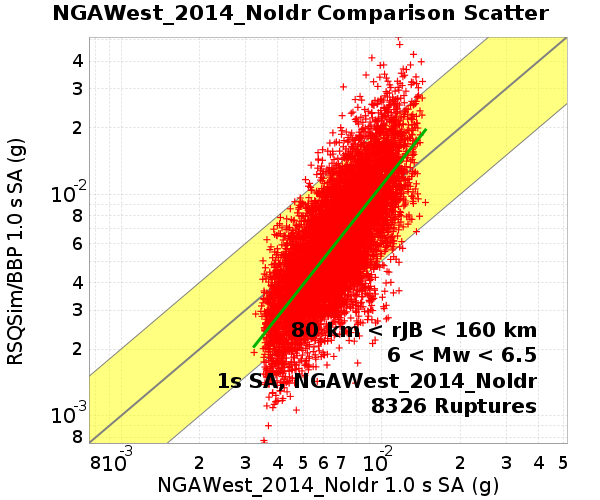 NGAWest_2014_NoIdr Comparison Scatter
4
3
2
10-2
8
6
4
3
2
10-3
8
RSQSim/BBP 1.0 s SA (g)
80 km < rJB < 160 km
6 < Mw < 6.5
1s SA, NGAWest_2014_NoIdr
8326 Ruptures
8 10-3 2 3 4 5 6 7 10-2 2 3 4 5
NGAWest_2014_NoIdr 1.0 s SA (g)